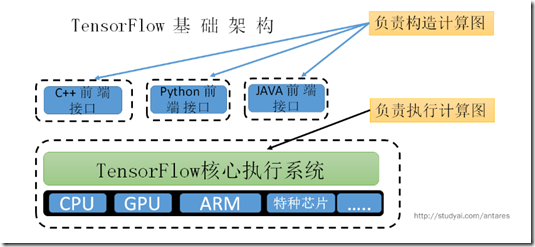 TensorFlow 基 础 架 构
负责构造计算图
C++ 前 端
接口
Python 前
端 接 口
JAVA 前 端
接口
负责执行计算图
TensorFlow核心执行系统
CPU
GPU
ARM
特种芯片
.....
http://studyai.com/antares